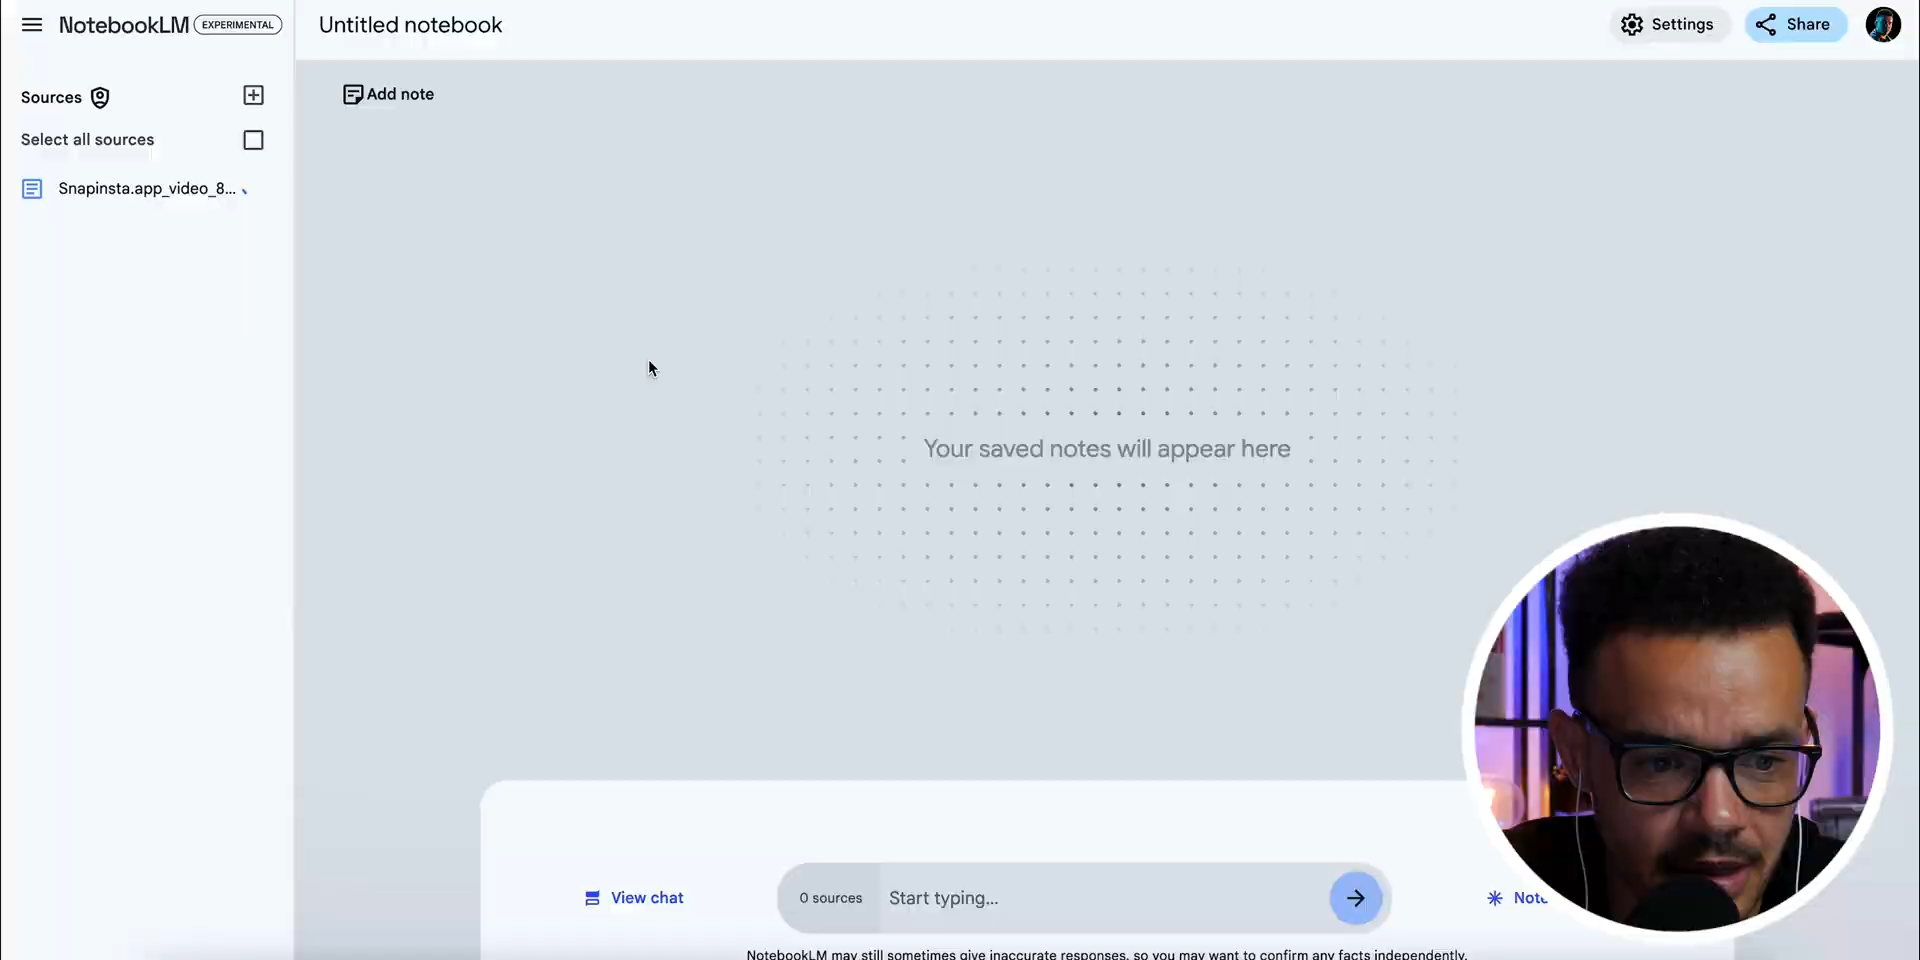 NotebookLM EXPERIMENTAL
Untitled notebook
Settings
Share
Sources
Add note
Select all sources
Snapinsta.app_video_8...
Your saved notes will appear here
View chat
0 sources
Start typing...
NotebookLM may still sometimes give inaccurate responses, so you may want to confirm any facts independently.